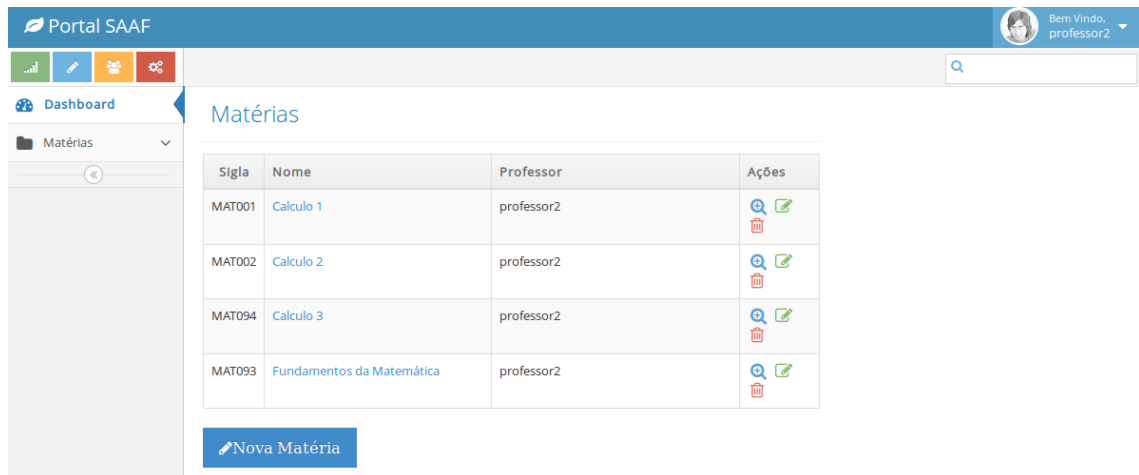 Portal SAAF
Bem Vindo,
professor2
Dashboard
Matérias
Matérias
Sigla Nome Professor Ações
MAT001 Calculo 1 professor2
MAT002 Calculo 2 professor2
MAT094 Calculo 3 professor2
MAT093 Fundamentos da Matemática professor2
Nova Matéria